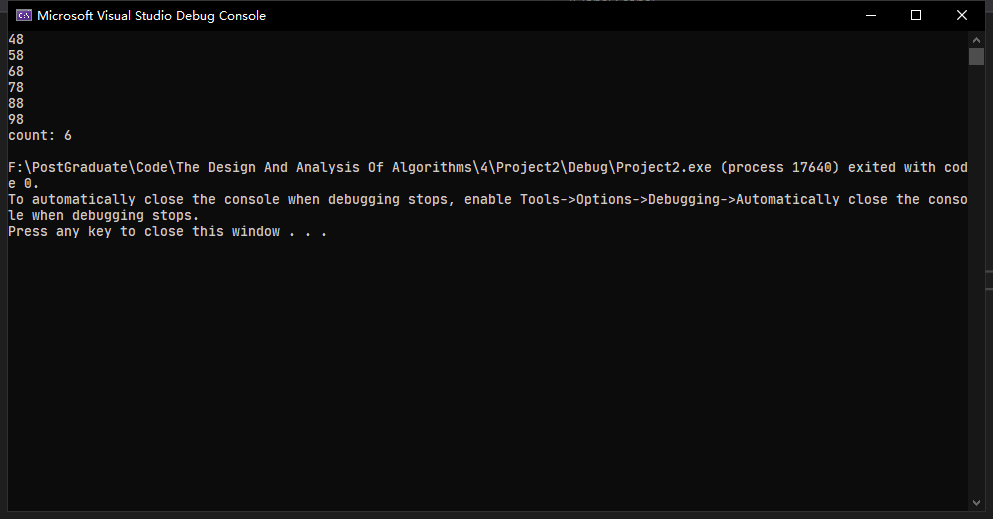 Microsoft Visual Studio Debug Console
48
58
68
78
88
98
count: 6
F:\PostGraduate\Code\The Design And Analysis Of Algorithms\4\Project2\Debug\Project2.exe (process 17640) exited with cod
e 0.
To automatically close the console when debugging stops, enable Tools->Options->Debugging->Automatically close the conso
le when debugging stops.
Press any key to close this window . . .